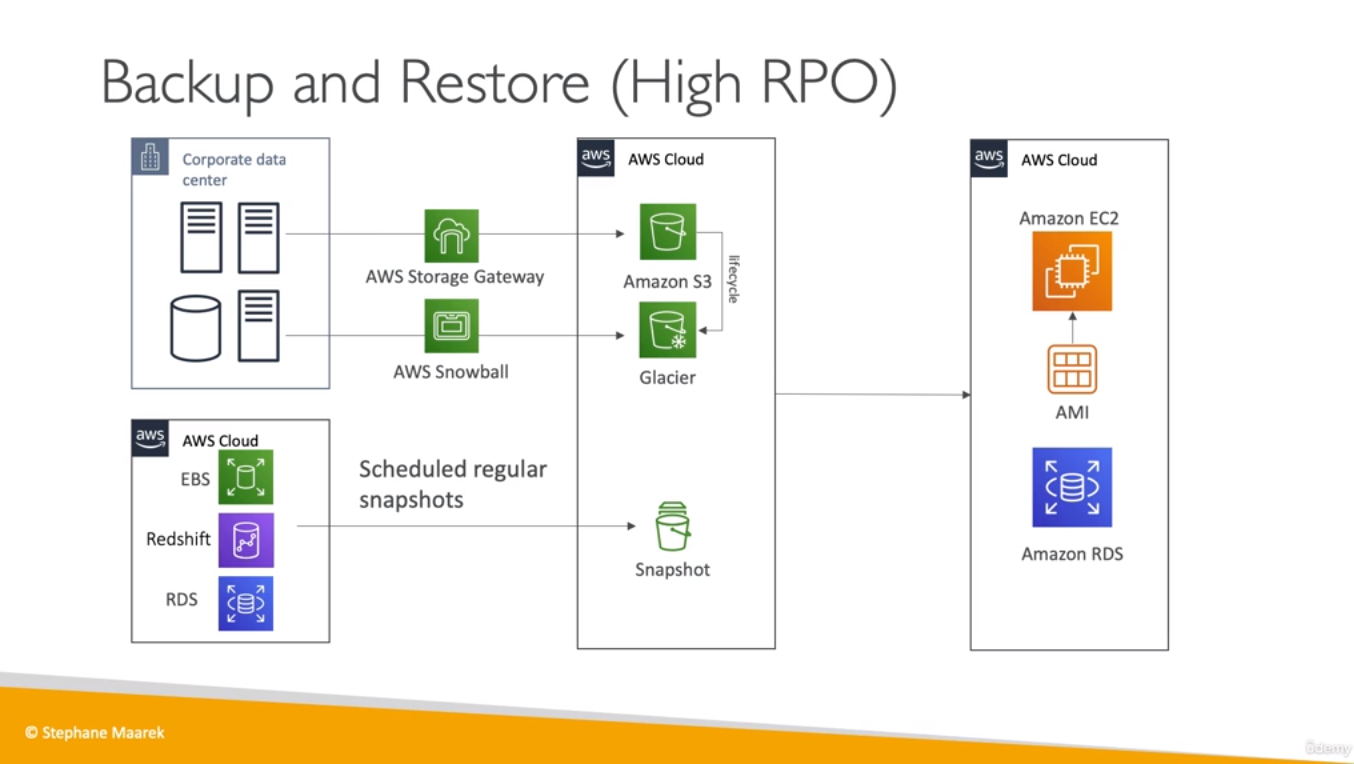 Backup and Restore (High RPO)
Corporate data
center
AWS Storage Gateway
AWS Snowball
aws
AWS Cloud
EBS
Redshift
RDS
Scheduled regular
snapshots
aws
AWS Cloud
Amazon S3
lifecycle
Glacier
Snapshot
aws
AWS Cloud
Amazon EC2
AMI
Amazon RDS
© Stephane Maarek
ûdemy